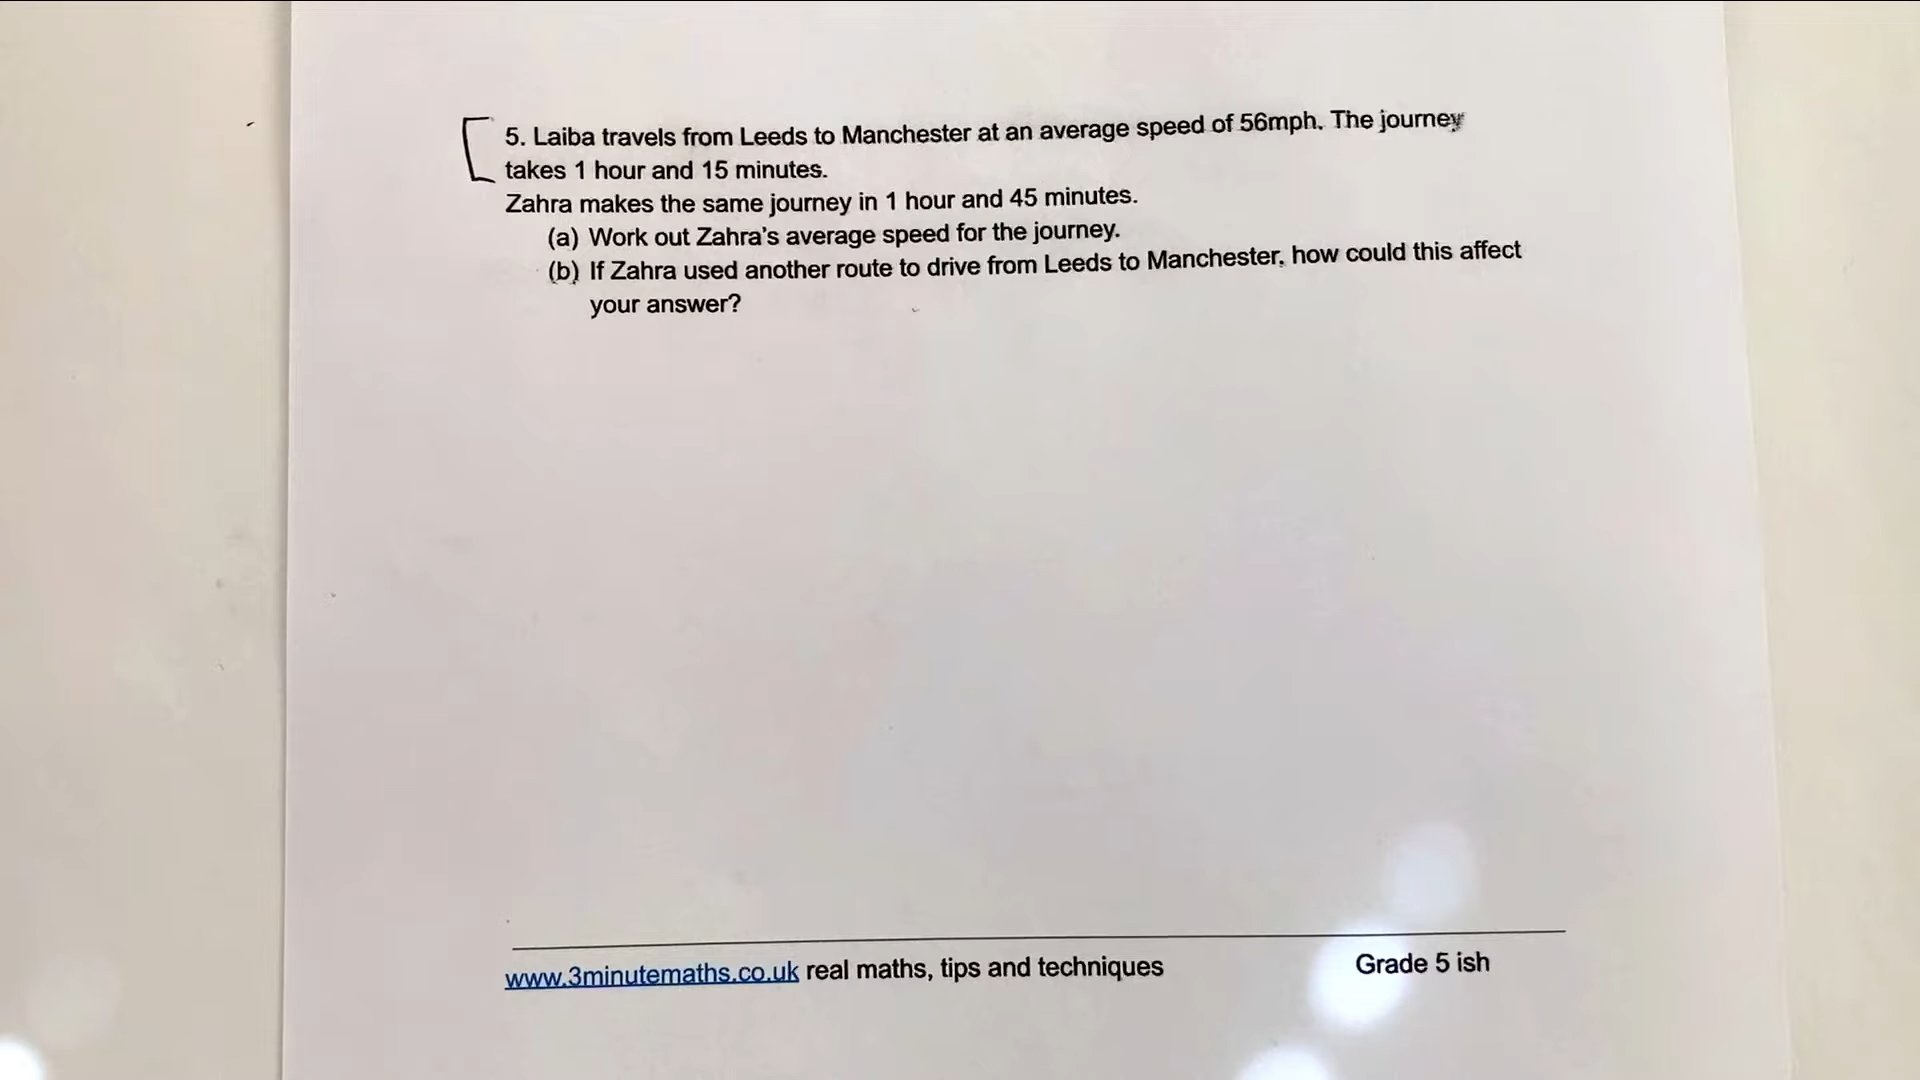 5. Laiba travels from Leeds to Manchester at an average speed of 56mph. The journey
takes 1 hour and 15 minutes.
Zahra makes the same journey in 1 hour and 45 minutes.
(a) Work out Zahra's average speed for the journey.
(b) If Zahra used another route to drive from Leeds to Manchester, how could this affect
your answer?
www.3minutemaths.co.uk real maths, tips and techniques Grade 5 ish